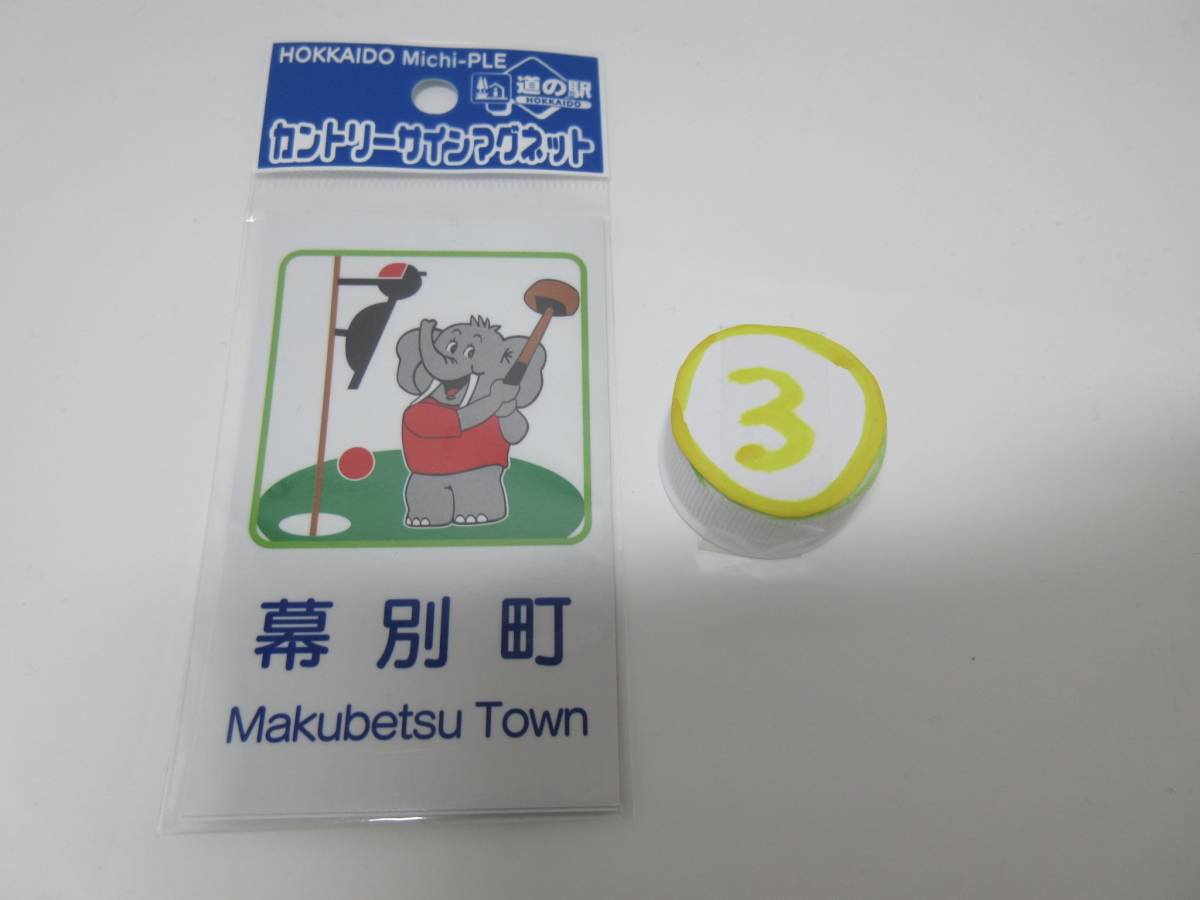 HOKKAIDO Michi-PLE
道の駅
HOKKAIDO
カントリーサインマグネット
幕別町
Makubetsu Town
3